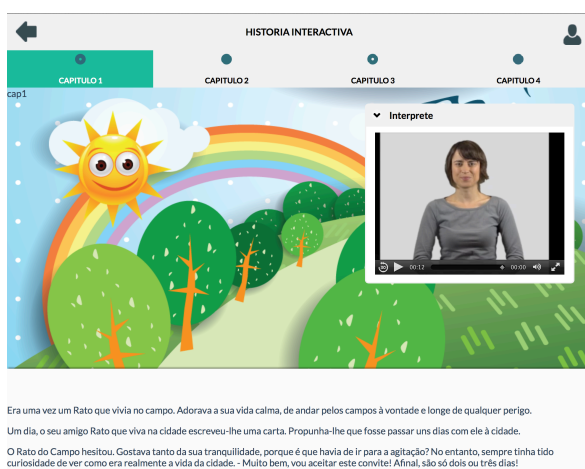 HISTORIA INTERACTIVA
CAPITULO 1
CAPITULO 2
CAPITULO 3
CAPITULO 4
cap1
Interprete
30
00:12
00:00
Era uma vez um Rato que vivia no campo. Adorava a sua vida calma, de andar pelos campos à vontade e longe de qualquer perigo.
Um dia, o seu amigo Rato que viva na cidade escreveu-lhe uma carta. Propunha-lhe que fosse passar uns dias com ele à cidade.
O Rato do Campo hesitou. Gostava tanto da sua tranquilidade, porque é que havia de ir para a agitação? No entanto, sempre tinha tido
curiosidade de ver como era realmente a vida da cidade. - Muito bem, vou aceitar este convite! Afinal, são só dois ou três dias!